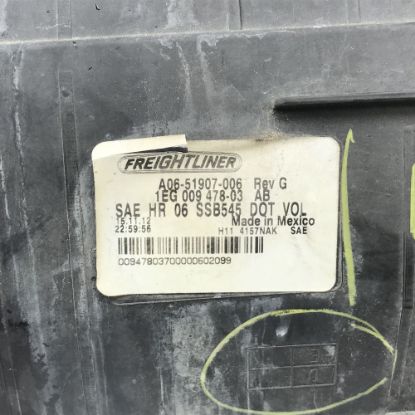 FREIGHTLINER
A06-51907-006 Rev G
1EG 009 478-03 AB
SAE HR 06 SSB545 DOT VOL
15.11.12 Made in Mexico
22:59:56 H11 4157NAK SAE
00947803700000602099